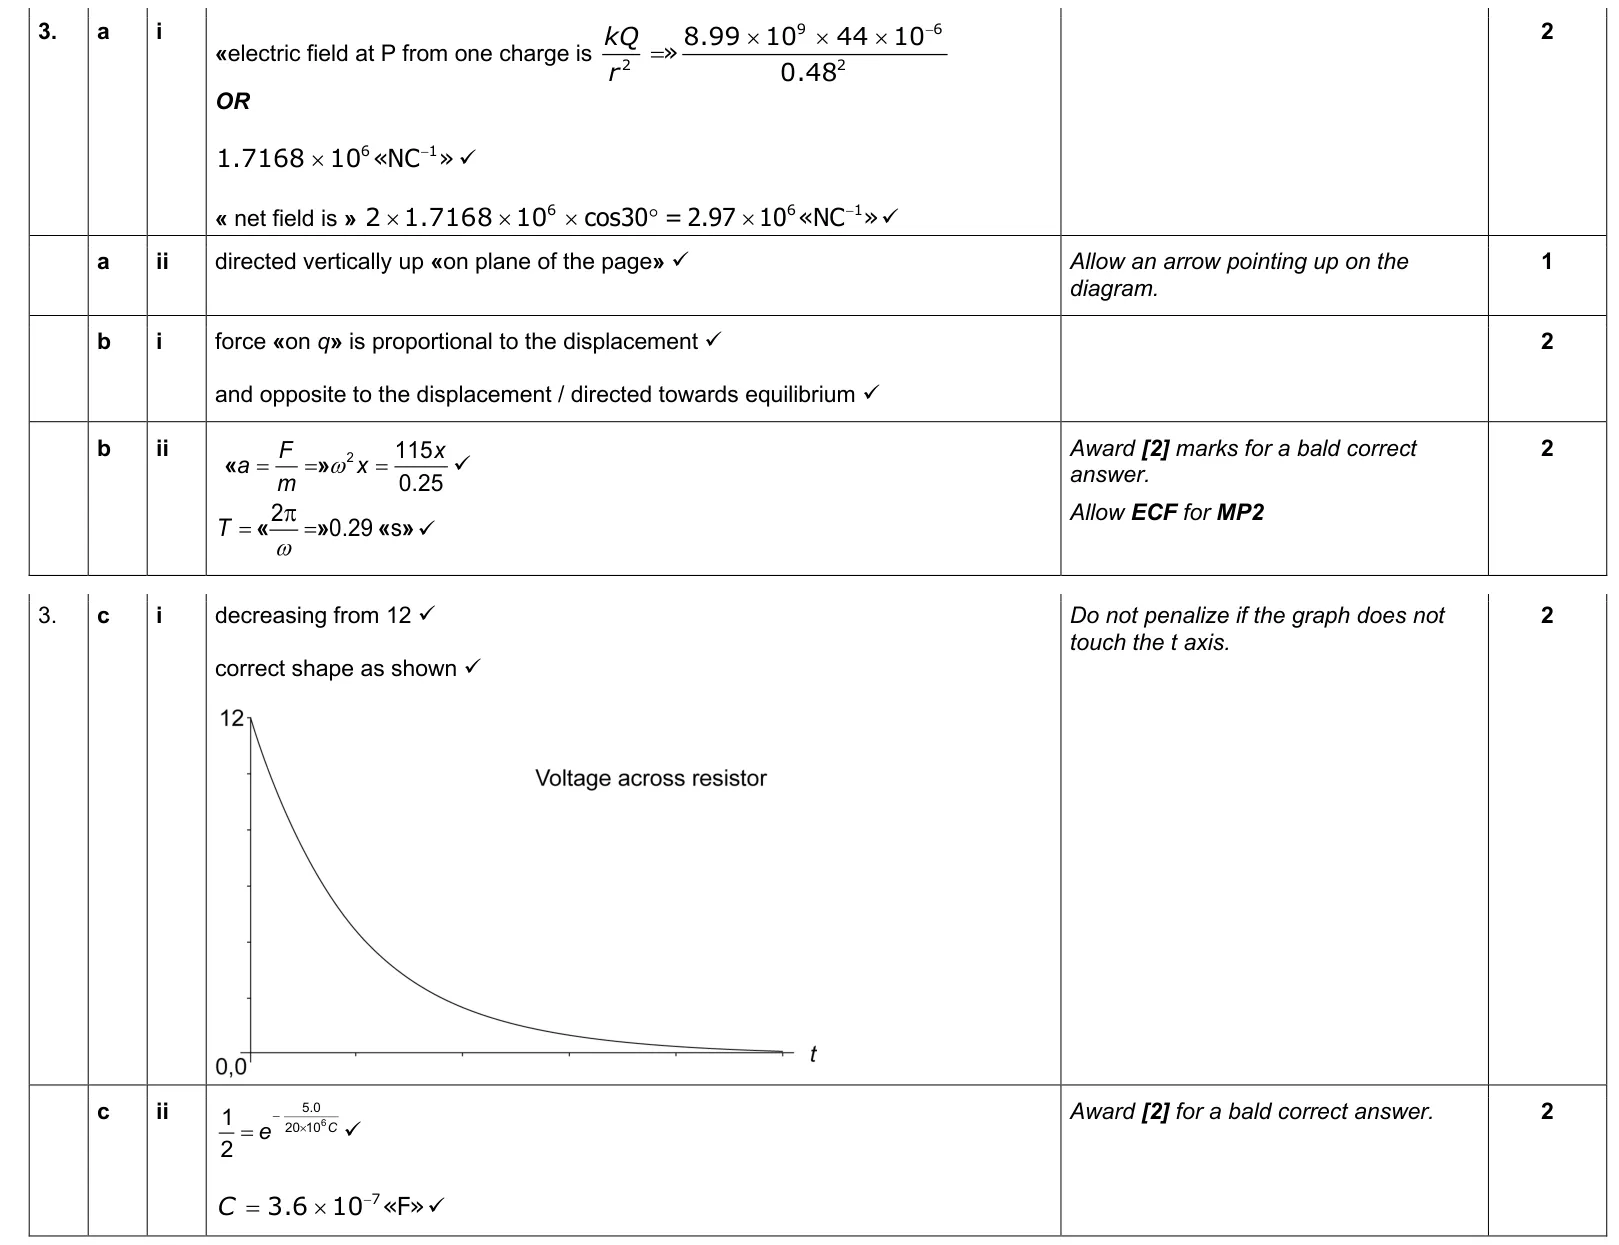 3. a i «electric field at P from one charge is kQ/r² =» 8.99 × 10⁹ × 44 × 10⁻⁶ / 0.48² 2
OR
1.7168 × 10⁶ «NC⁻¹» ✓
« net field is » 2 × 1.7168 × 10⁶ × cos30° = 2.97 × 10⁶ «NC⁻¹» ✓
a ii directed vertically up «on plane of the page» ✓ Allow an arrow pointing up on the 1
diagram.
b i force «on q» is proportional to the displacement ✓ 2
and opposite to the displacement / directed towards equilibrium ✓
b ii «a = F/m =» ω²x = 115x/0.25 ✓ Award [2] marks for a bald correct 2
answer.
T = «2π/ω =»0.29 «s» ✓ Allow ECF for MP2
3. c i decreasing from 12 ✓ Do not penalize if the graph does not 2
touch the t axis.
correct shape as shown ✓
12
Voltage across resistor
t
0,0
c ii 1/2 = e^(−5.0/(20×10⁶C)) ✓ Award [2] for a bald correct answer. 2
C = 3.6 × 10⁻⁷ «F» ✓